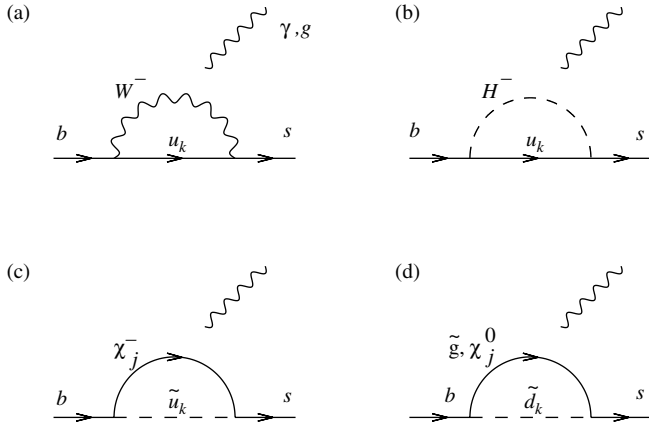 (a)
γ,g
W⁻
b
u_k
s
(b)
H⁻
b
u_k
s
(c)
χ⁻_j
b
ũ_k
s
(d)
g̃, χ⁰_j
b
d̃_k
s